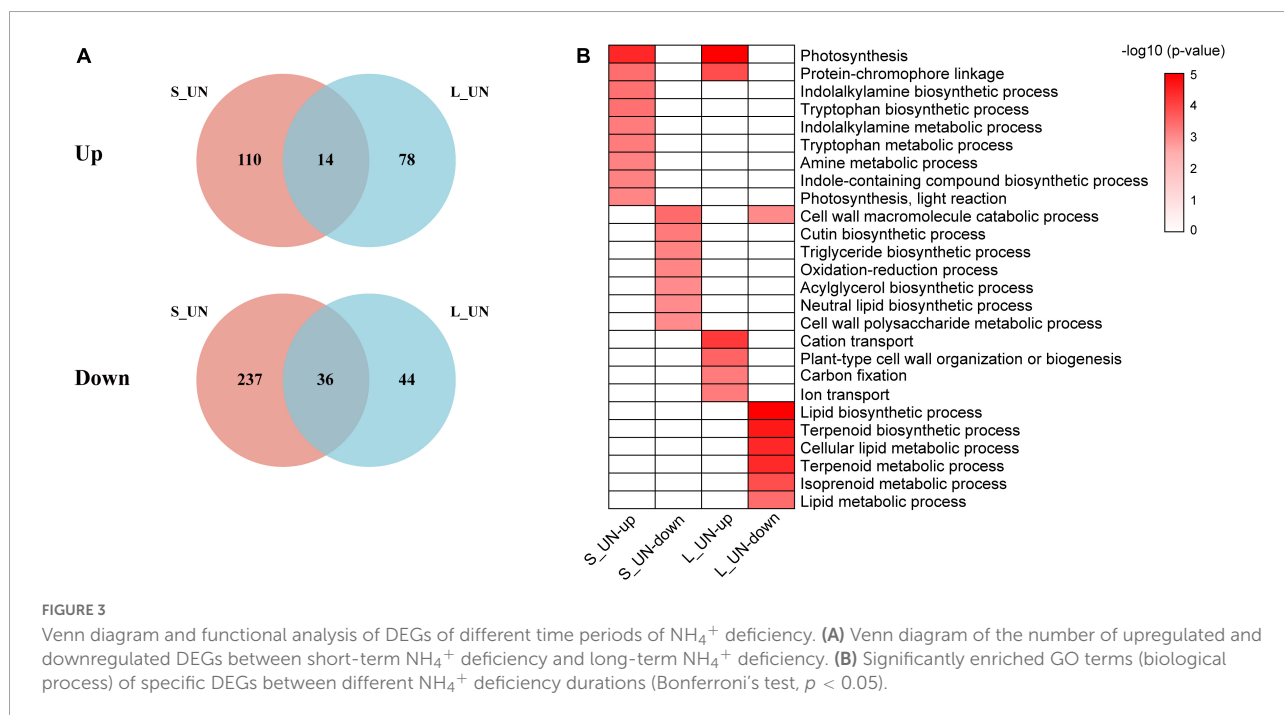 A
S_UN
L_UN
Up
110
14
78
S_UN
L_UN
Down
237
36
44
B
Photosynthesis
Protein-chromophore linkage
Indolalkylamine biosynthetic process
Tryptophan biosynthetic process
Indolalkylamine metabolic process
Tryptophan metabolic process
Amine metabolic process
Indole-containing compound biosynthetic process
Photosynthesis, light reaction
Cell wall macromolecule catabolic process
Cutin biosynthetic process
Triglyceride biosynthetic process
Oxidation-reduction process
Acylglycerol biosynthetic process
Neutral lipid biosynthetic process
Cell wall polysaccharide metabolic process
Cation transport
Plant-type cell wall organization or biogenesis
Carbon fixation
Ion transport
Lipid biosynthetic process
Terpenoid biosynthetic process
Cellular lipid metabolic process
Terpenoid metabolic process
Isoprenoid metabolic process
Lipid metabolic process
S_UN-up
S_UN-down
L_UN-up
L_UN-down
-log10 (p-value)
5
4
3
2
1
0
FIGURE 3
Venn diagram and functional analysis of DEGs of different time periods of NH₄⁺ deficiency. (A) Venn diagram of the number of upregulated and
downregulated DEGs between short-term NH₄⁺ deficiency and long-term NH₄⁺ deficiency. (B) Significantly enriched GO terms (biological
process) of specific DEGs between different NH₄⁺ deficiency durations (Bonferroni's test, p < 0.05).